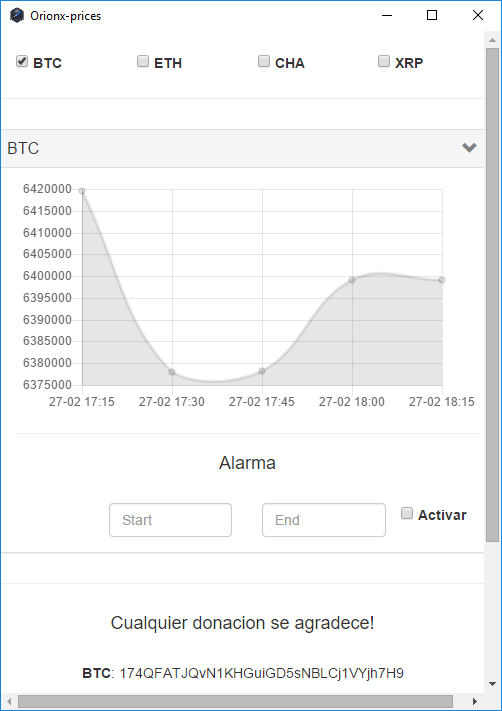 Orionx-prices
BTC ETH CHA XRP
BTC
6420000
6415000
6410000
6405000
6400000
6395000
6390000
6385000
6380000
6375000
27-02 17:15 27-02 17:30 27-02 17:45 27-02 18:00 27-02 18:15
Alarma
Start End Activar
Cualquier donacion se agradece!
BTC: 174QFATJQvN1KHGuiGD5sNBLCj1VYjh7H9